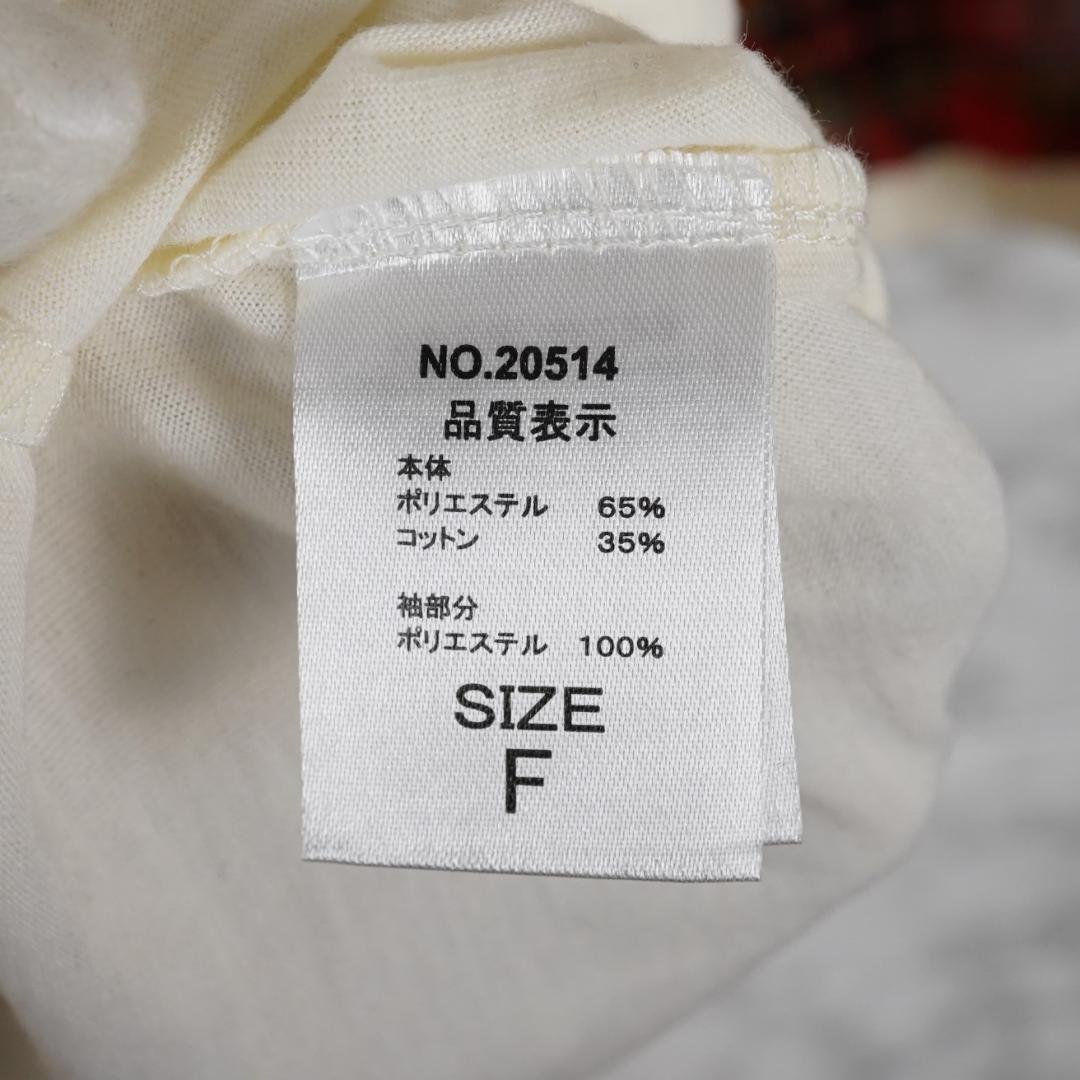 NO.20514
品質表示
本体
ポリエステル 65%
コットン 35%
袖部分
ポリエステル 100%
SIZE
F